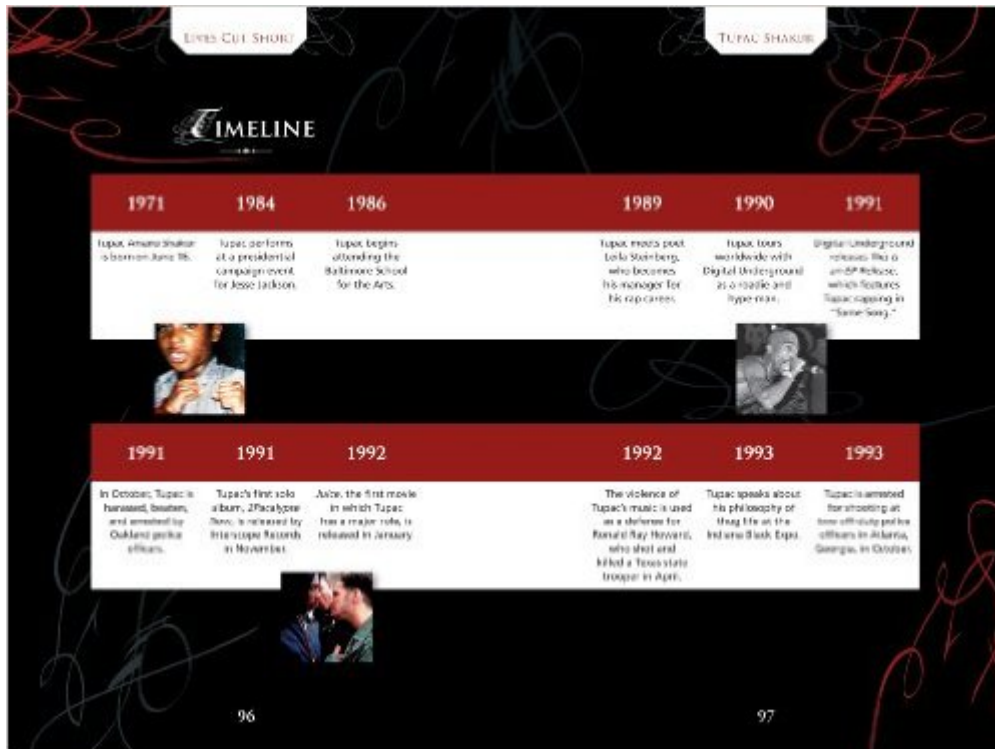 LIVES CUT SHORT
TUPAC SHAKUR
TIMELINE
1971
Tupac Amaru Shakur
is born on June 16.
1984
Tupac performs
at a presidential
campaign event
for Jesse Jackson.
1986
Tupac begins
attending the
Baltimore School
for the Arts.
1989
Tupac meets poet
Leila Steinberg,
who becomes
his manager for
his rap career.
1990
Tupac tours
worldwide with
Digital Underground
as a roadie and
hype-man.
1991
Digital Underground
releases This is
an EP Release,
which features
Tupac rapping in
"Same Song."
1991
In October, Tupac is
harassed, beaten,
and arrested by
Oakland police
officers.
1991
Tupac's first solo
album, 2Pacalypse
Now, is released by
Interscope Records
in November.
1992
Juice, the first movie
in which Tupac
has a major role, is
released in January.
1992
The violence of
Tupac's music is used
as a defense for
Ronald Ray Howard,
who shot and
killed a Texas state
trooper in April.
1993
Tupac speaks about
his philosophy of
thug life at the
Indiana Black Expo.
1993
Tupac is arrested
for shooting at
two off-duty police
officers in Atlanta,
Georgia, in October.
96
97